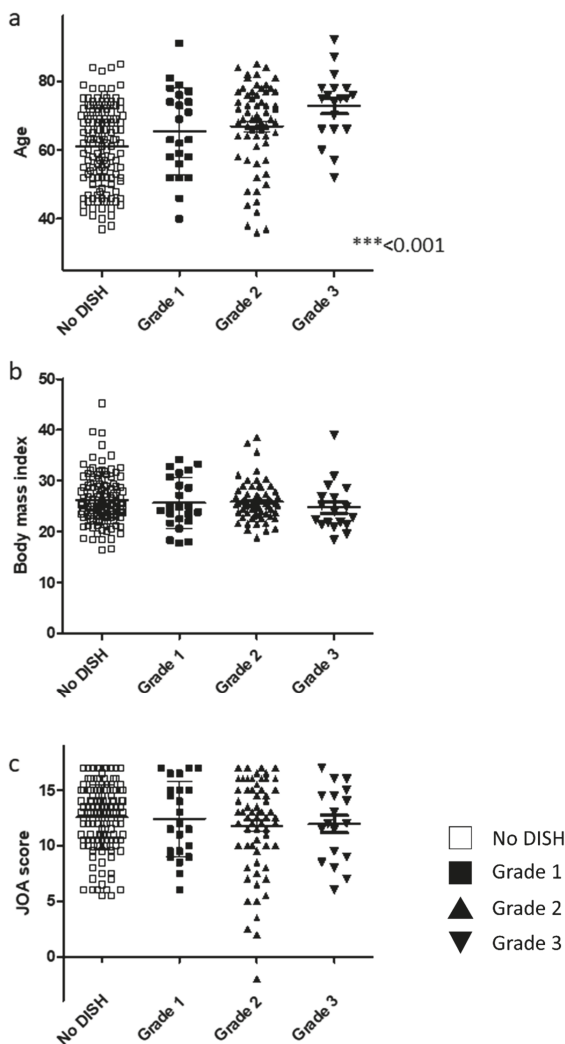 a
80
60
40
Age
***<0.001
No DISH
Grade 1
Grade 2
Grade 3
b
50
40
30
20
10
0
Body mass index
No DISH
Grade 1
Grade 2
Grade 3
c
15
10
5
0
JOA score
No DISH
Grade 1
Grade 2
Grade 3
No DISH
Grade 1
Grade 2
Grade 3